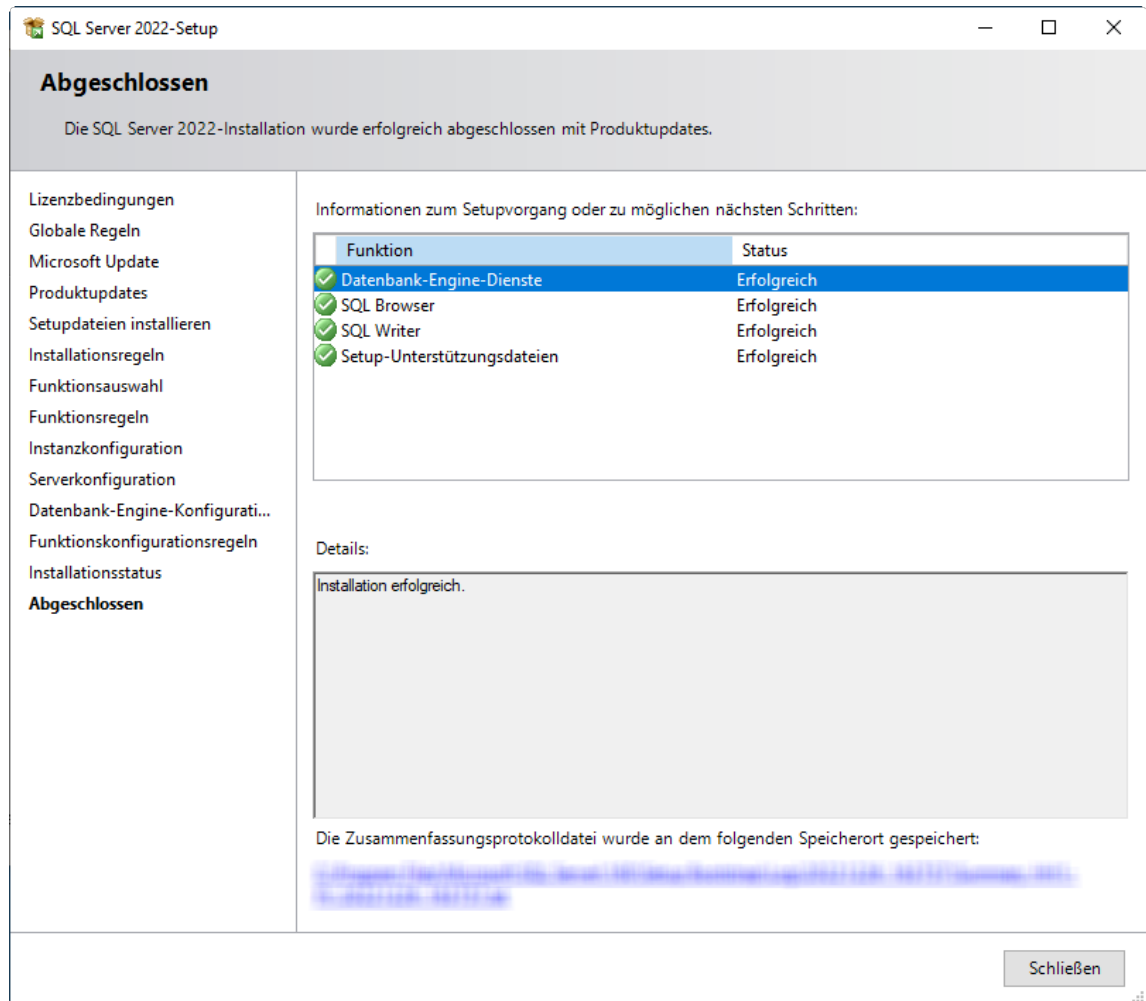 SQL Server 2022-Setup
Abgeschlossen
Die SQL Server 2022-Installation wurde erfolgreich abgeschlossen mit Produktupdates.
Lizenzbedingungen
Globale Regeln
Microsoft Update
Produktupdates
Setupdateien installieren
Installationsregeln
Funktionsauswahl
Funktionsregeln
Instanzkonfiguration
Serverkonfiguration
Datenbank-Engine-Konfigurati...
Funktionskonfigurationsregeln
Installationsstatus
Abgeschlossen
Informationen zum Setupvorgang oder zu möglichen nächsten Schritten:
Funktion Status
Datenbank-Engine-Dienste Erfolgreich
SQL Browser Erfolgreich
SQL Writer Erfolgreich
Setup-Unterstützungsdateien Erfolgreich
Details:
Installation erfolgreich.
Die Zusammenfassungsprotokolldatei wurde an dem folgenden Speicherort gespeichert:
Schließen